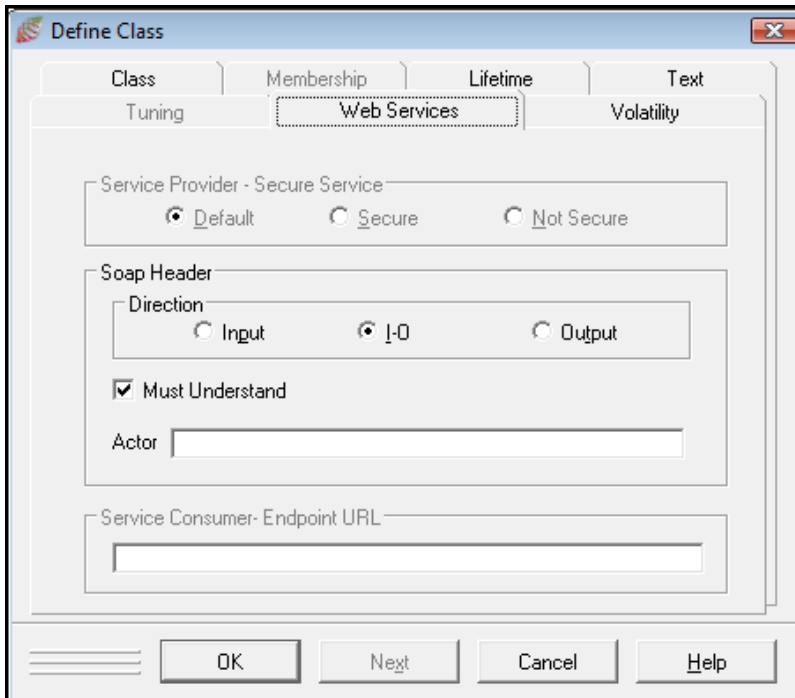 Define Class
Class Membership Lifetime Text
Tuning Web Services Volatility
Service Provider - Secure Service
Default Secure Not Secure
Soap Header
Direction
Input I-O Output
Must Understand
Actor
Service Consumer- Endpoint URL
OK Next Cancel Help